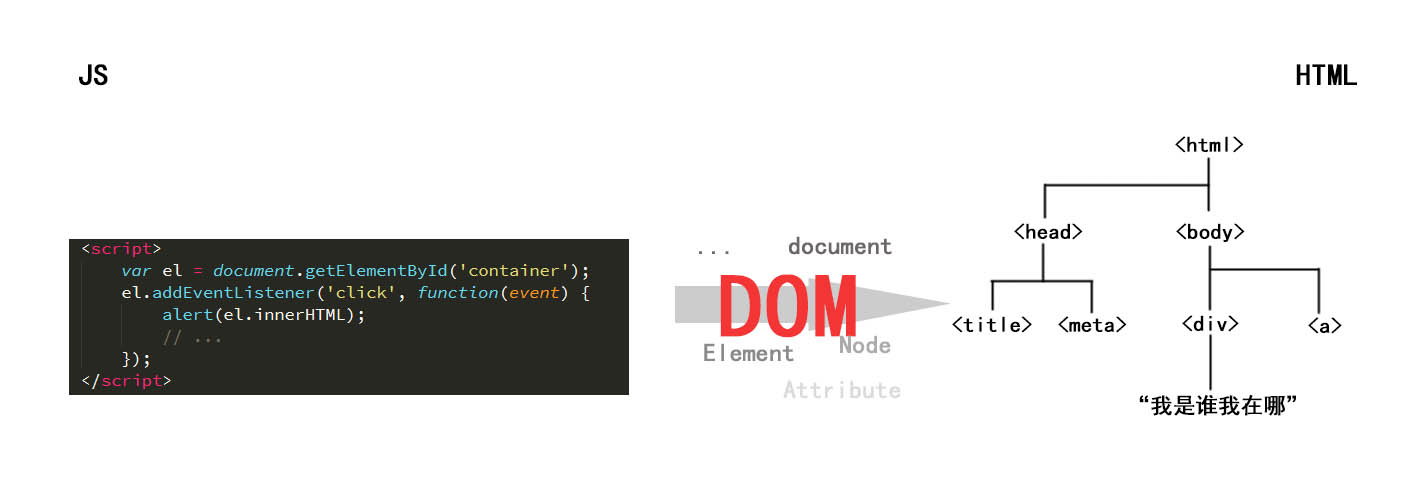 JS
HTML
<script>
var el = document.getElementById('container');
el.addEventListener('click', function(event) {
alert(el.innerHTML);
// ...
});
</script>
... document
DOM
Element
Node
Attribute
<html>
<head> <body>
<title> <meta> <div> <a>
“我是谁我在哪”